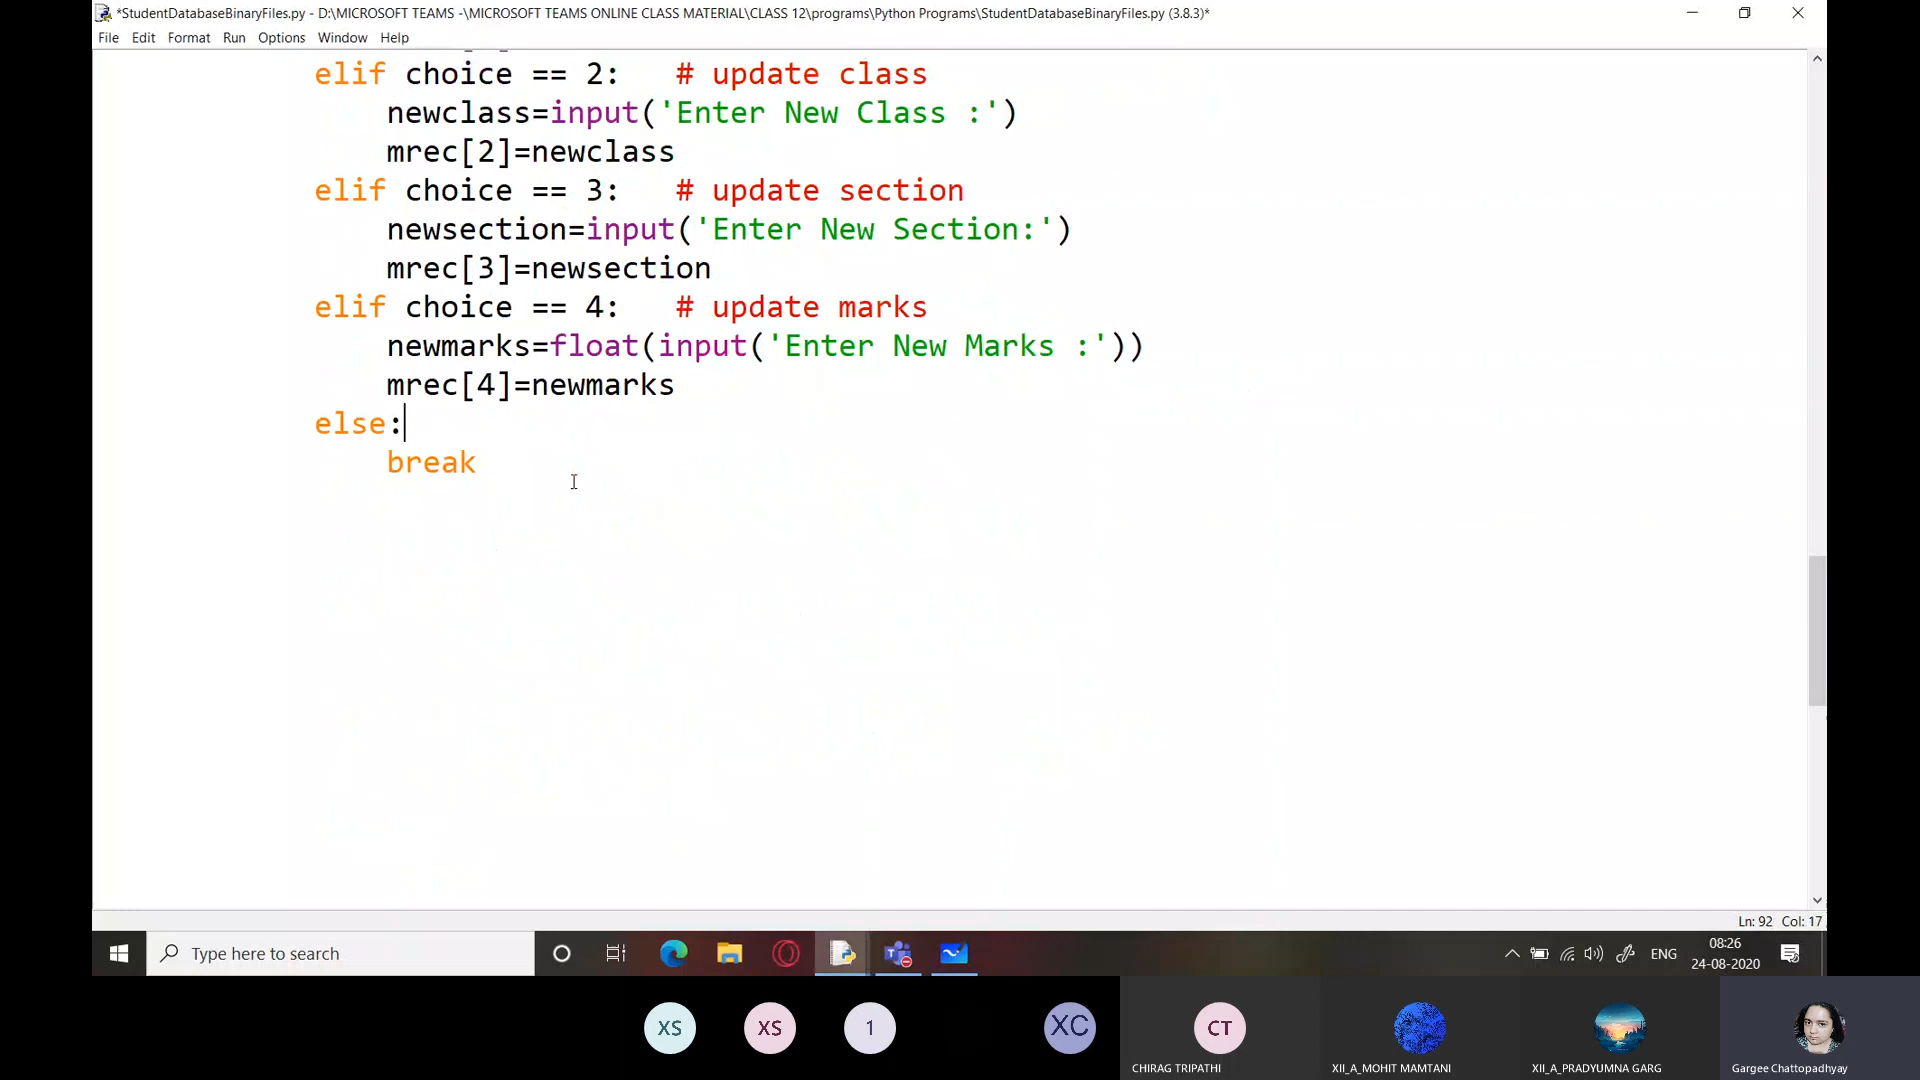 *StudentDatabaseBinaryFiles.py - D:\MICROSOFT TEAMS -\MICROSOFT TEAMS ONLINE CLASS MATERIAL\CLASS 12\programs\Python Programs\StudentDatabaseBinaryFiles.py (3.8.3)*
File Edit Format Run Options Window Help
elif choice == 2:   # update class
    newclass=input('Enter New Class :')
    mrec[2]=newclass
elif choice == 3:   # update section
    newsection=input('Enter New Section:')
    mrec[3]=newsection
elif choice == 4:   # update marks
    newmarks=float(input('Enter New Marks :'))
    mrec[4]=newmarks
else:
    break
Ln: 92 Col: 17
Type here to search
ENG
08:26
24-08-2020
XS
XS
1
XC
CT
CHIRAG TRIPATHI
XII_A_MOHIT MAMTANI
XII_A_PRADYUMNA GARG
Gargee Chattopadhyay